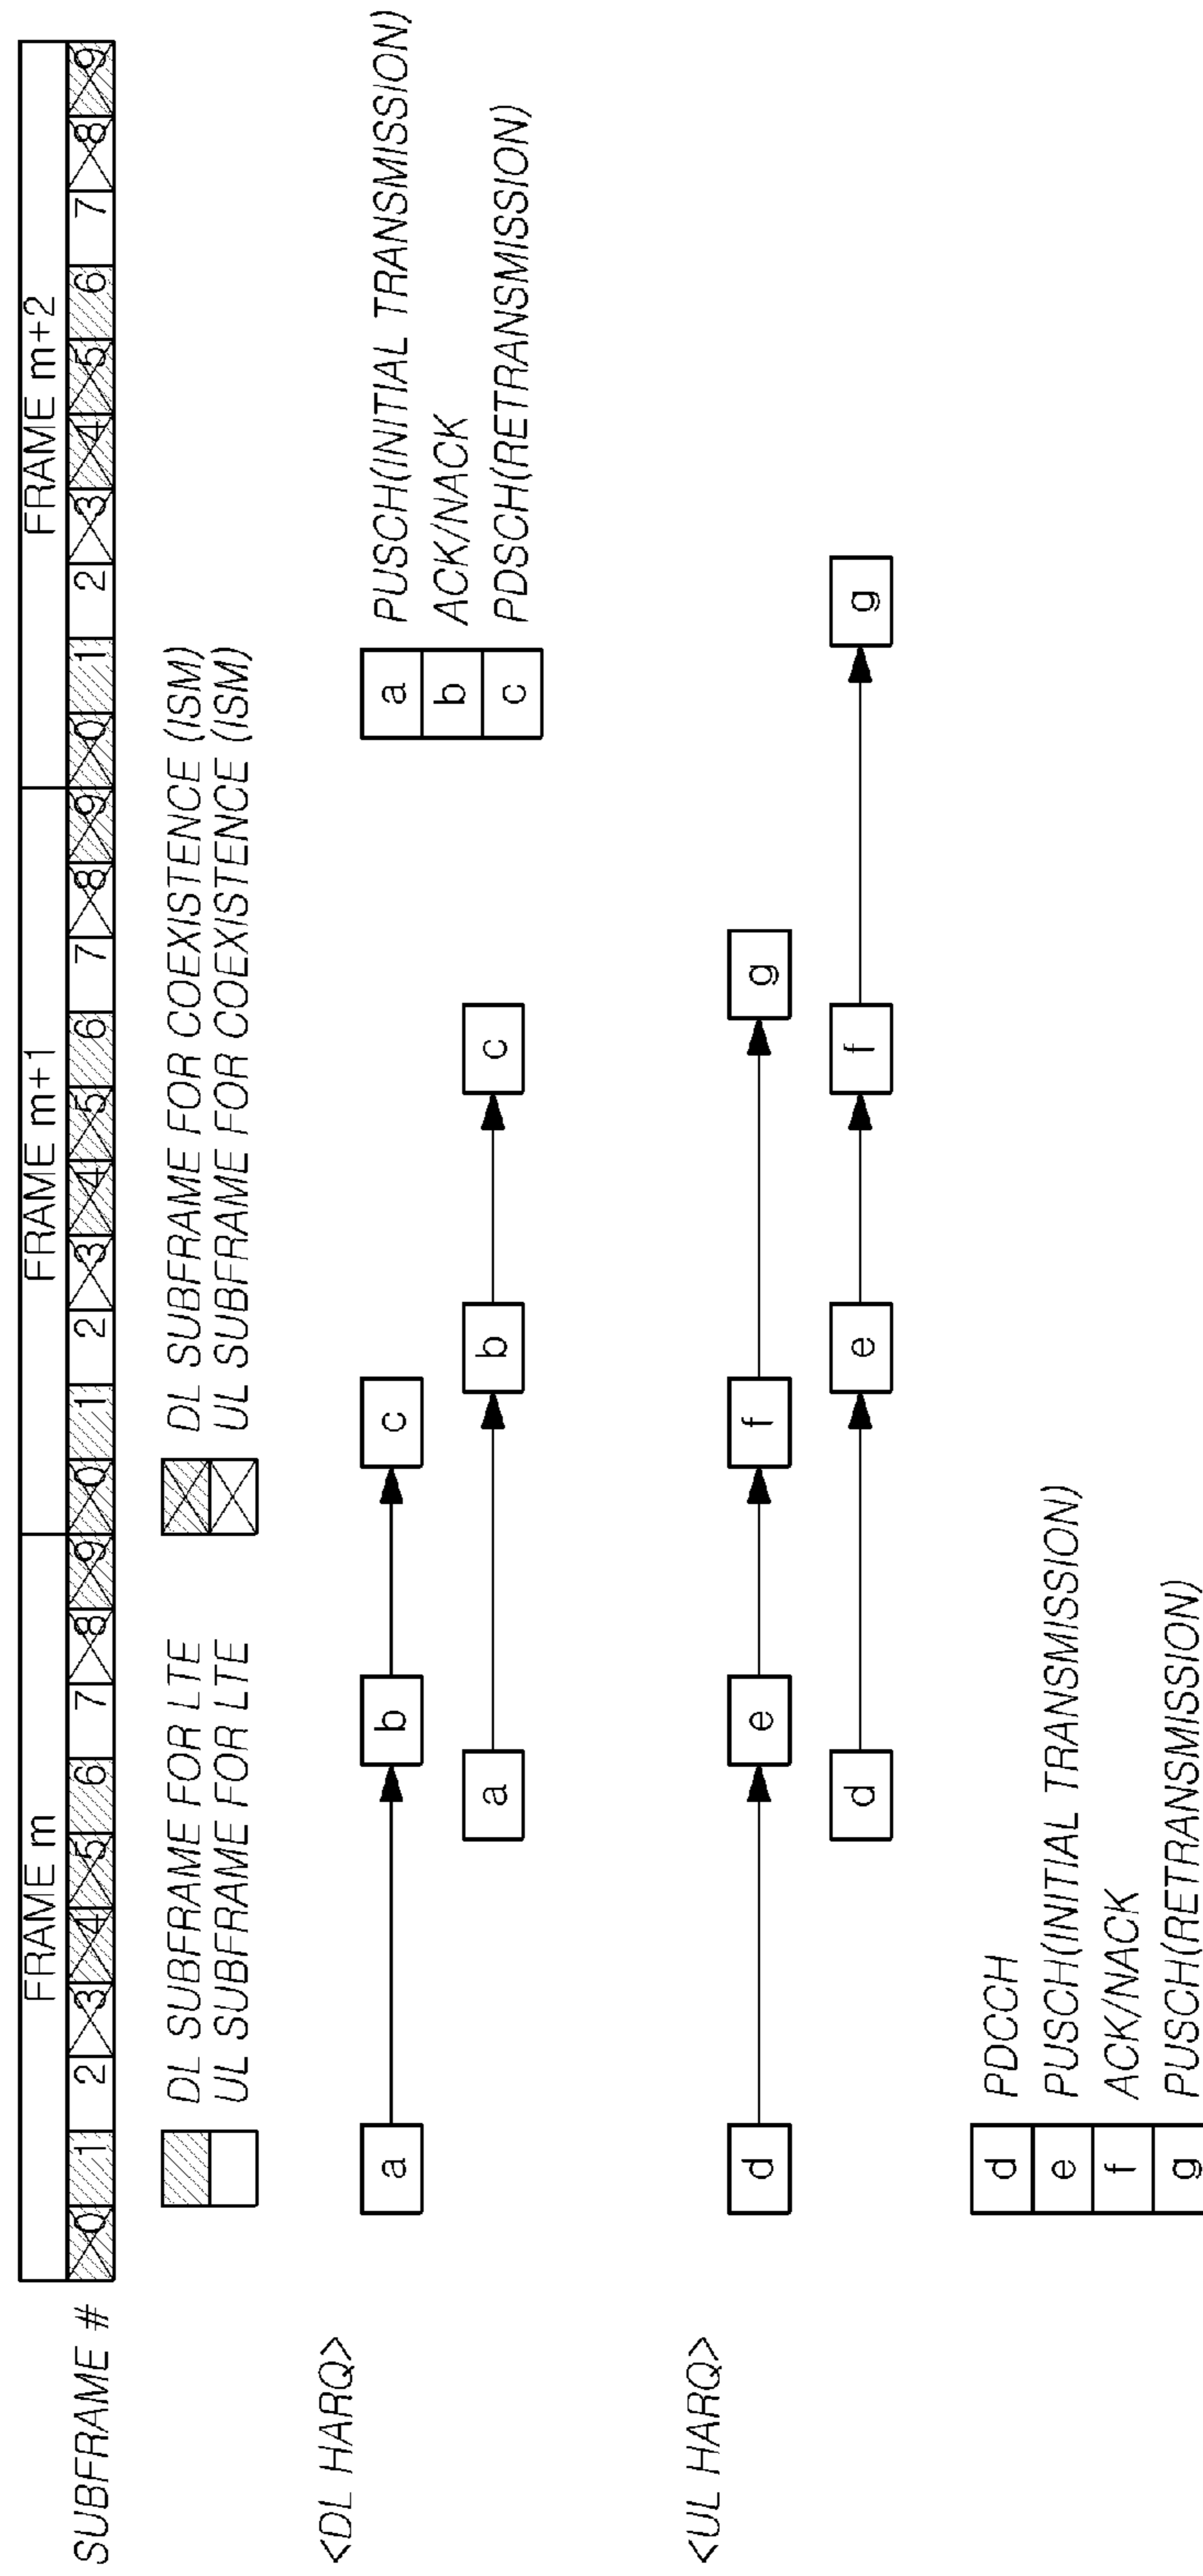 FRAME m FRAME m+1 FRAME m+2
SUBFRAME # 0 1 2 3 4 5 6 7 8 9 0 1 2 3 4 5 6 7 8 9 0 1 2 3 4 5 6 7 8 9
DL SUBFRAME FOR LTE
UL SUBFRAME FOR LTE
DL SUBFRAME FOR COEXISTENCE (ISM)
UL SUBFRAME FOR COEXISTENCE (ISM)
<DL HARQ>
a b c
a b c
a PUSCH(INITIAL TRANSMISSION)
b ACK/NACK
c PDSCH(RETRANSMISSION)
<UL HARQ>
d e f g
d e f g
d PDCCH
e PUSCH(INITIAL TRANSMISSION)
f ACK/NACK
g PUSCH(RETRANSMISSION)